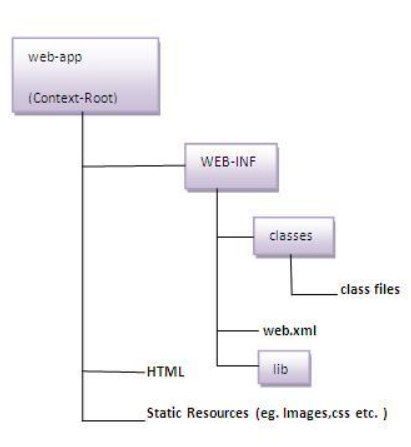 web-app
(Context-Root)
WEB-INF
classes
class files
web.xml
lib
HTML
Static Resources (eg. Images,css etc. )